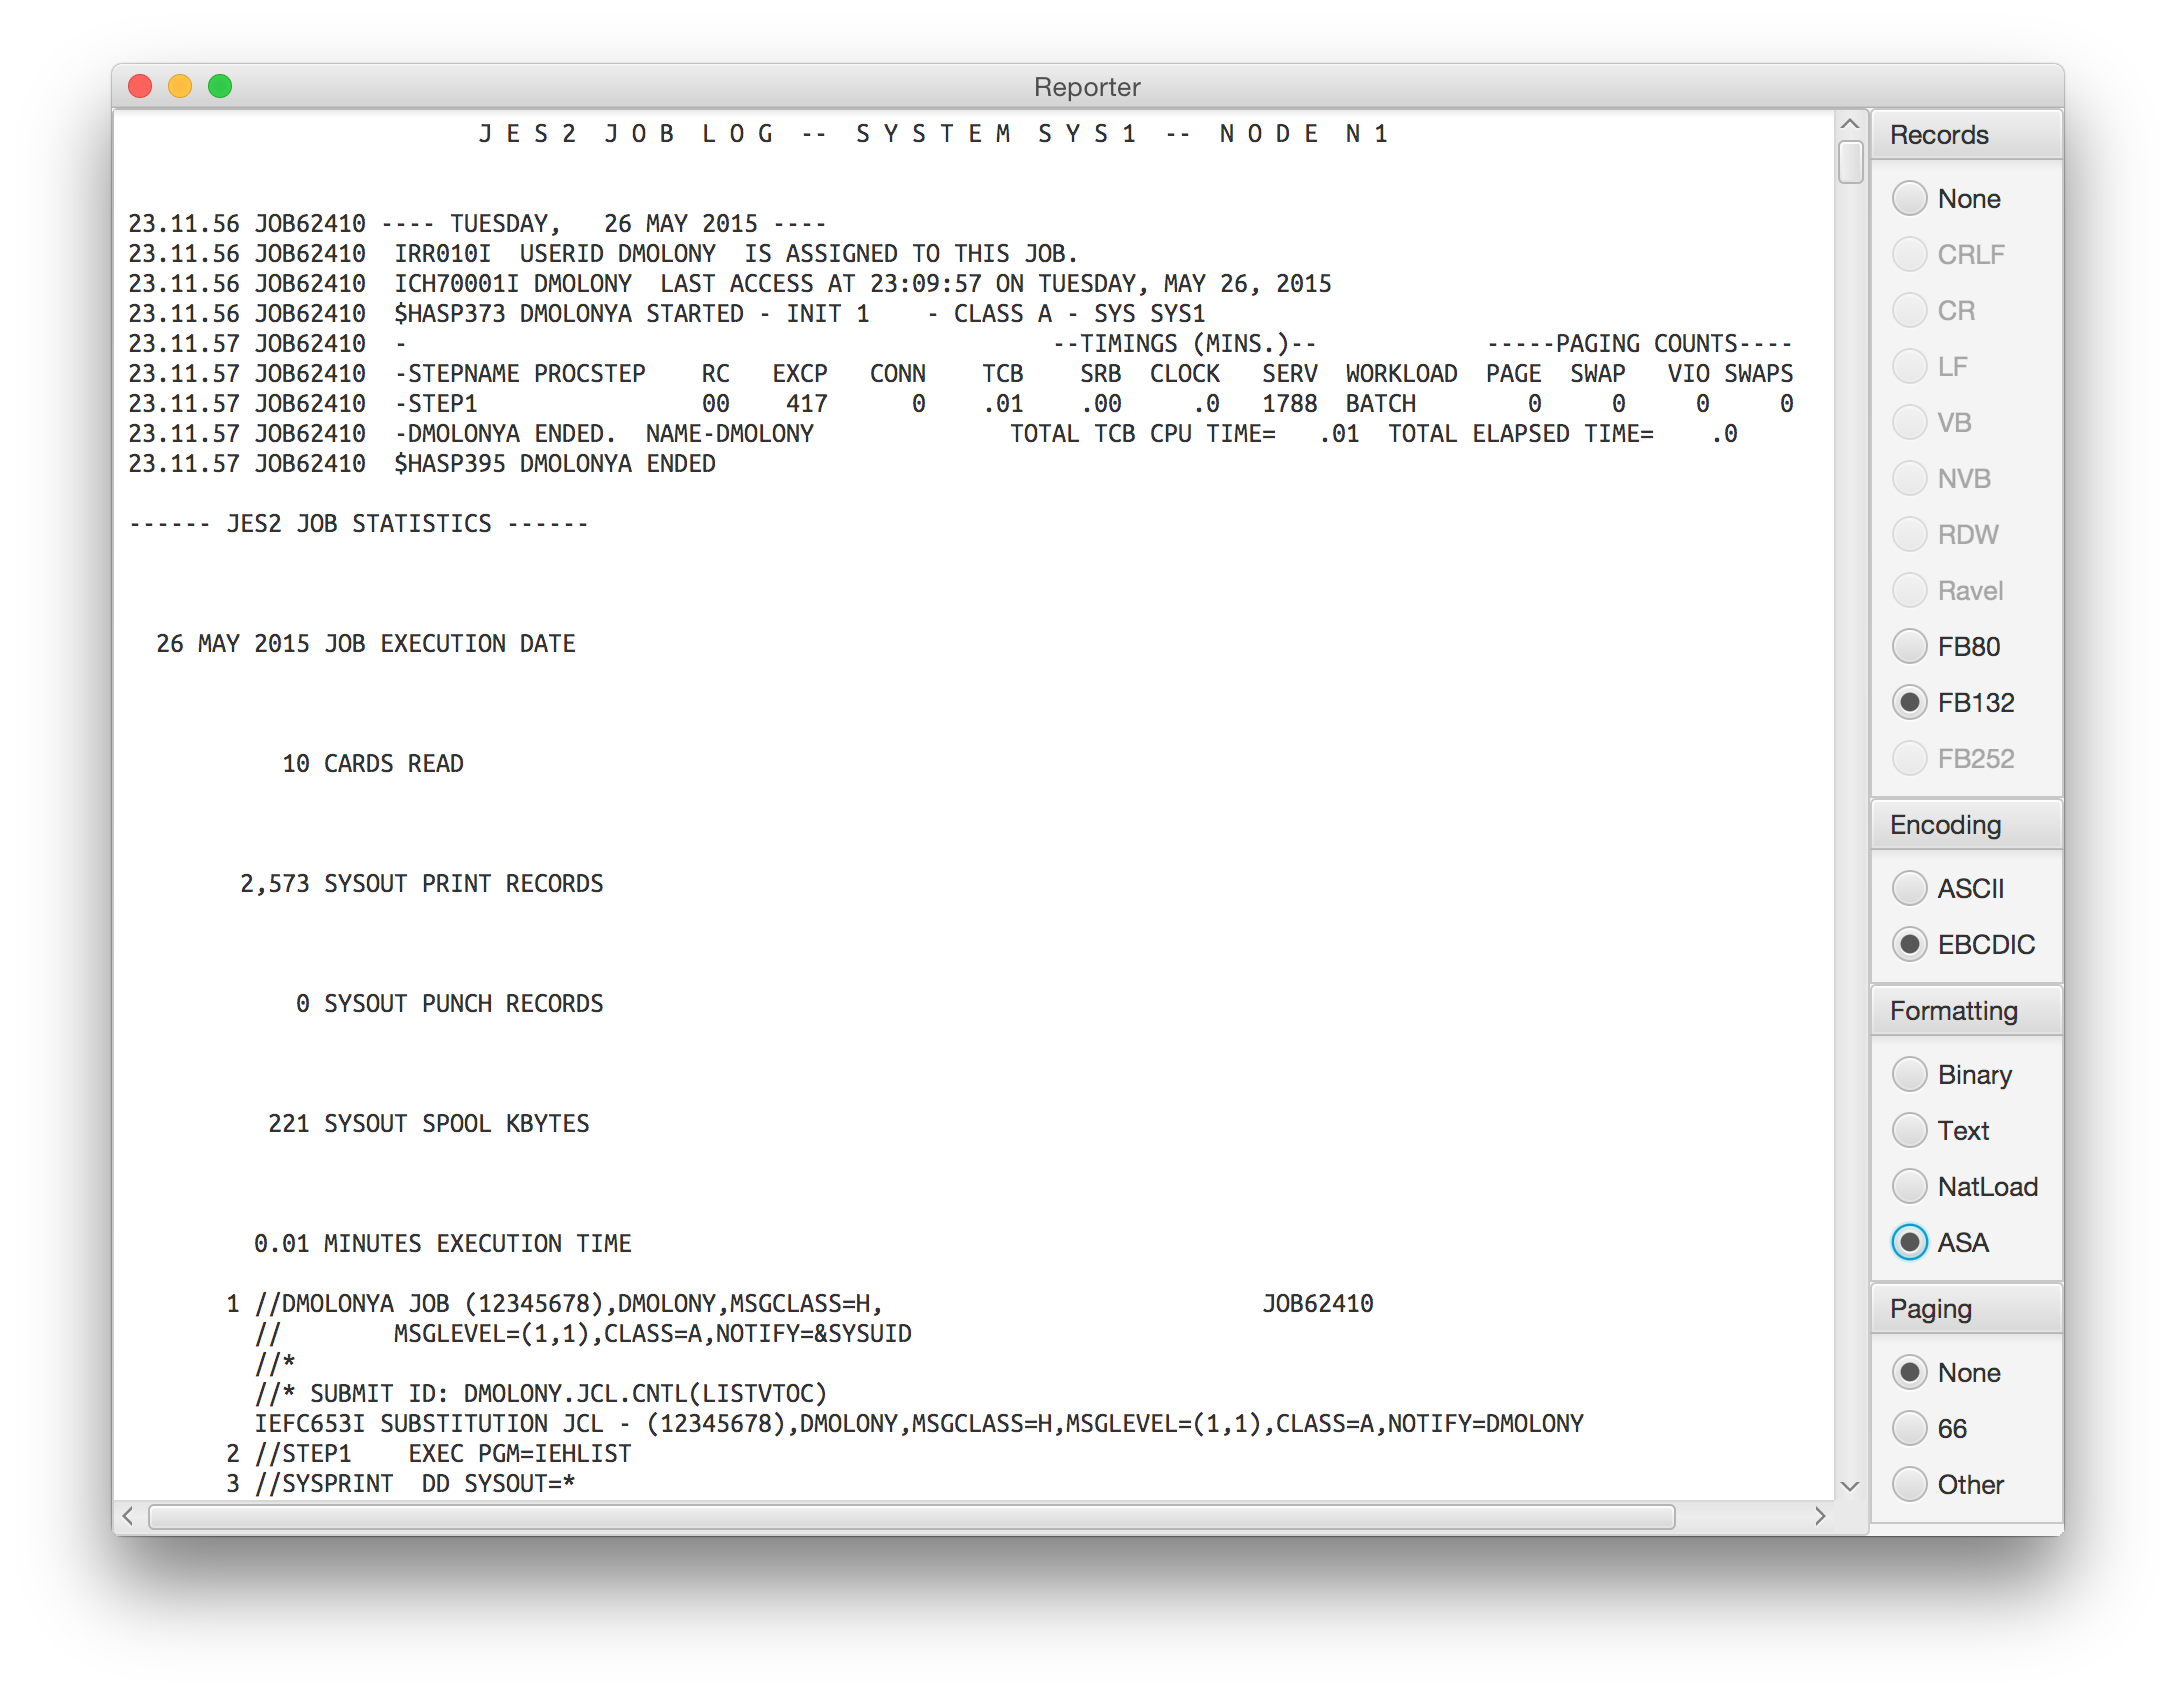 Reporter
J E S 2  J O B  L O G  --  S Y S T E M  S Y S 1  --  N O D E  N 1
23.11.56 JOB62410 ---- TUESDAY,   26 MAY 2015 ----
23.11.56 JOB62410  IRR010I  USERID DMOLONY  IS ASSIGNED TO THIS JOB.
23.11.56 JOB62410  ICH70001I DMOLONY  LAST ACCESS AT 23:09:57 ON TUESDAY, MAY 26, 2015
23.11.56 JOB62410  $HASP373 DMOLONYA STARTED - INIT 1    - CLASS A - SYS SYS1
23.11.57 JOB62410  -                                              --TIMINGS (MINS.)--            -----PAGING COUNTS----
23.11.57 JOB62410  -STEPNAME PROCSTEP    RC   EXCP   CONN    TCB    SRB  CLOCK   SERV  WORKLOAD  PAGE  SWAP   VIO SWAPS
23.11.57 JOB62410  -STEP1                00    417      0    .01    .00     .0   1788  BATCH        0     0     0     0
23.11.57 JOB62410  -DMOLONYA ENDED.  NAME-DMOLONY              TOTAL TCB CPU TIME=   .01  TOTAL ELAPSED TIME=    .0
23.11.57 JOB62410  $HASP395 DMOLONYA ENDED
------ JES2 JOB STATISTICS ------
26 MAY 2015 JOB EXECUTION DATE
10 CARDS READ
2,573 SYSOUT PRINT RECORDS
0 SYSOUT PUNCH RECORDS
221 SYSOUT SPOOL KBYTES
0.01 MINUTES EXECUTION TIME
1 //DMOLONYA JOB (12345678),DMOLONY,MSGCLASS=H,                           JOB62410
//        MSGLEVEL=(1,1),CLASS=A,NOTIFY=&SYSUID
//*
//* SUBMIT ID: DMOLONY.JCL.CNTL(LISTVTOC)
IEFC653I SUBSTITUTION JCL - (12345678),DMOLONY,MSGCLASS=H,MSGLEVEL=(1,1),CLASS=A,NOTIFY=DMOLONY
2 //STEP1    EXEC PGM=IEHLIST
3 //SYSPRINT  DD SYSOUT=*
Records
None
CRLF
CR
LF
VB
NVB
RDW
Ravel
FB80
FB132
FB252
Encoding
ASCII
EBCDIC
Formatting
Binary
Text
NatLoad
ASA
Paging
None
66
Other